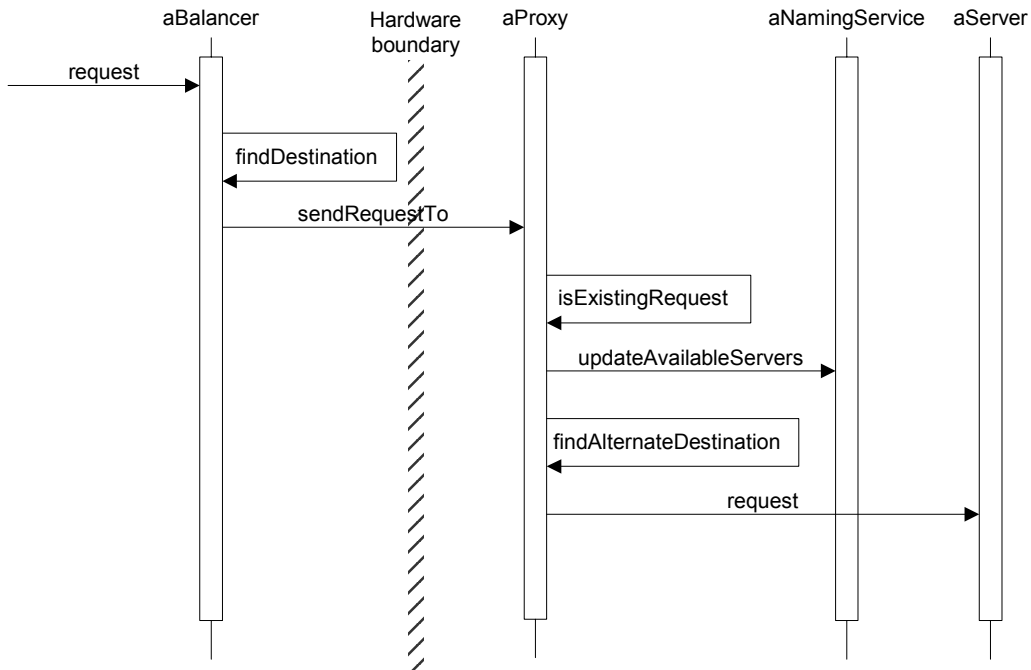 aBalancer
Hardware
boundary
aProxy
aNamingService
aServer
request
findDestination
sendRequestTo
isExistingRequest
updateAvailableServers
findAlternateDestination
request